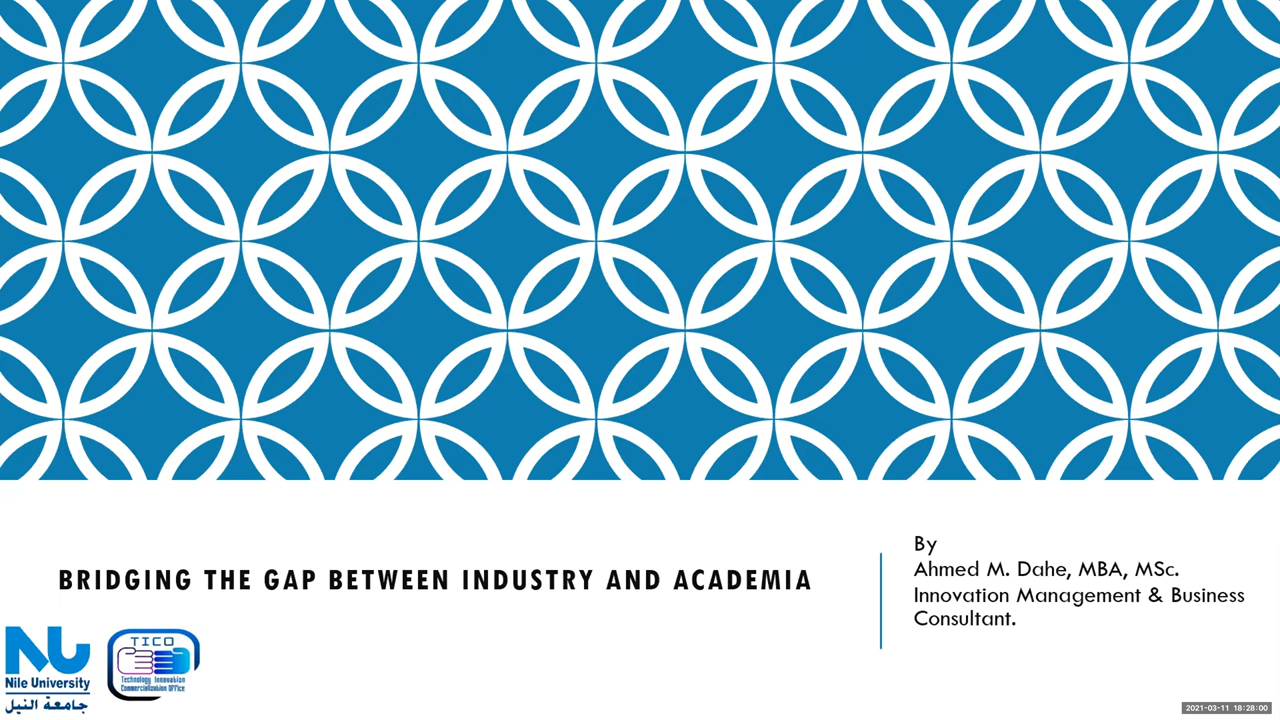 BRIDGING THE GAP BETWEEN INDUSTRY AND ACADEMIA
By
Ahmed M. Dahe, MBA, MSc.
Innovation Management & Business
Consultant.
NU
Nile University
جامعة النيل
TICO
Technology Innovation
Commercialization Office
2021-03-11 18:28:00